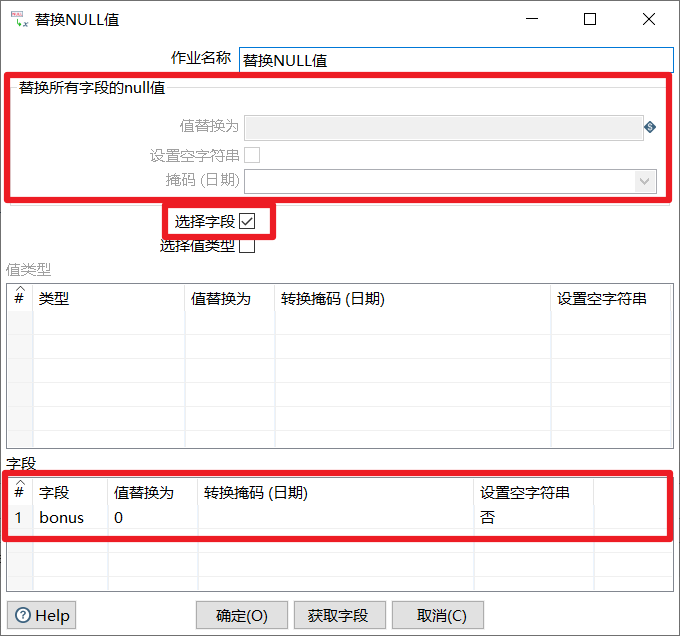 替换NULL值
作业名称 替换NULL值
替换所有字段的null值
值替换为
设置空字符串
掩码 (日期)
选择字段
选择值类型
值类型
# 类型 值替换为 转换掩码 (日期) 设置空字符串
字段
# 字段 值替换为 转换掩码 (日期) 设置空字符串
1 bonus 0 否
Help 确定(O) 获取字段 取消(C)